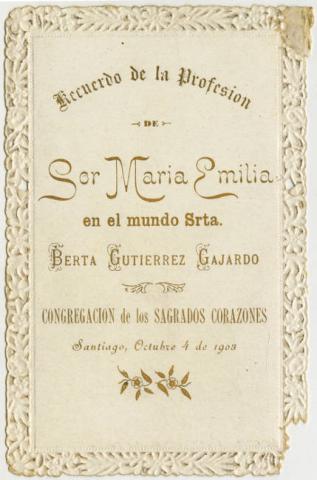 Recuerdo de la Profesion
DE
Sor Maria Emilia
en el mundo Srta.
BERTA GUTIERREZ GAJARDO
CONGREGACION de los SAGRADOS CORAZONES
Santiago, Octubre 4 de 1903